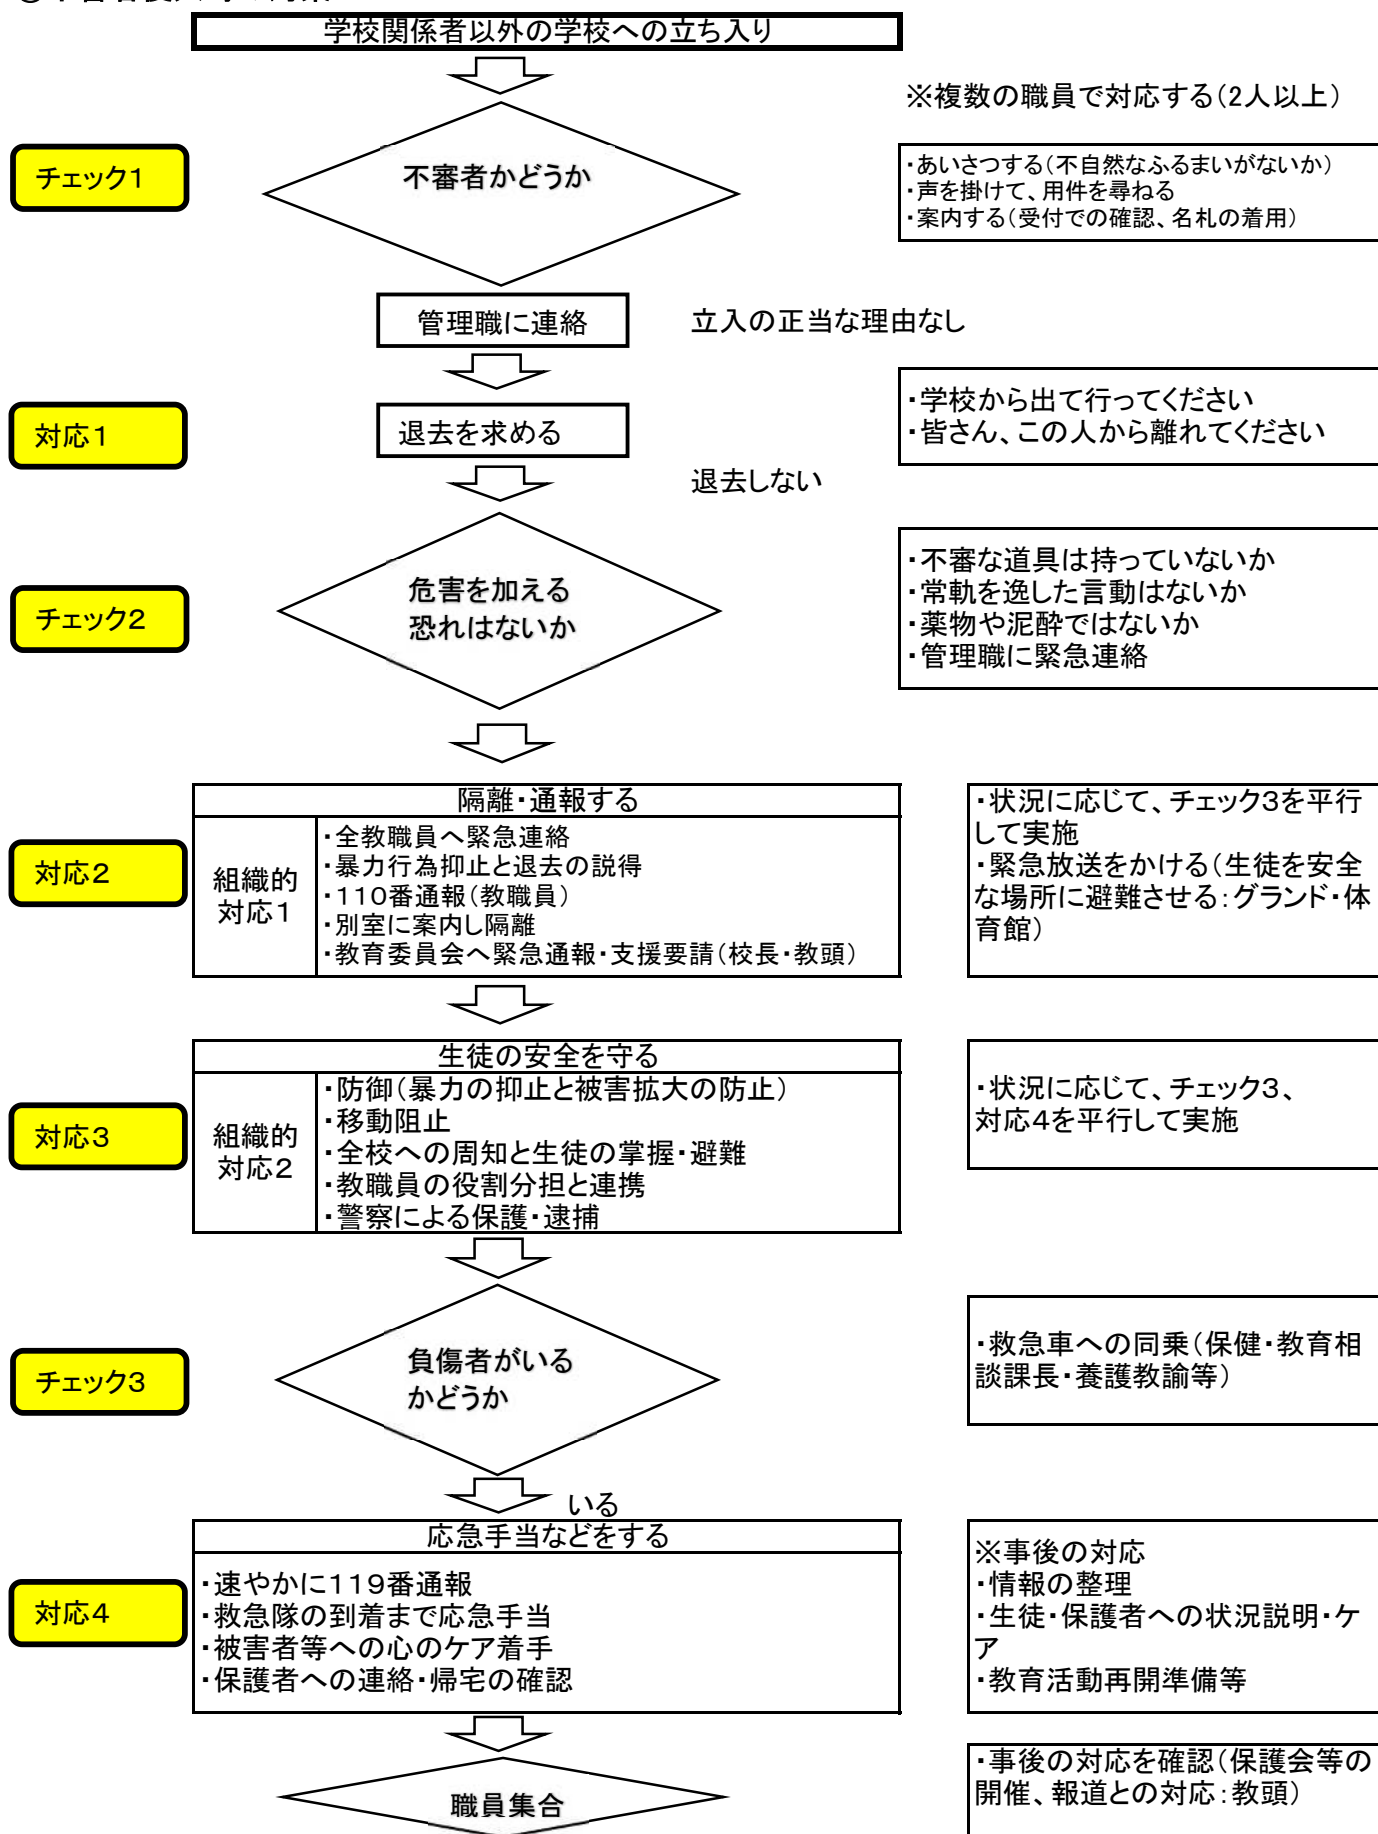 学校関係者以外の学校への立ち入り
※複数の職員で対応する(2人以上)
チェック1
不審者かどうか
・あいさつする(不自然なふるまいがないか)
・声を掛けて、用件を尋ねる
・案内する(受付での確認、名札の着用)
管理職に連絡
立入の正当な理由なし
対応1
退去を求める
・学校から出て行ってください
・皆さん、この人から離れてください
退去しない
チェック2
危害を加える
恐れはないか
・不審な道具は持っていないか
・常軌を逸した言動はないか
・薬物や泥酔ではないか
・管理職に緊急連絡
対応2
隔離・通報する
組織的
対応1
・全教職員へ緊急連絡
・暴力行為抑止と退去の説得
・110番通報(教職員)
・別室に案内し隔離
・教育委員会へ緊急通報・支援要請(校長・教頭)
・状況に応じて、チェック3を平行
して実施
・緊急放送をかける(生徒を安全
な場所に避難させる:グランド・体
育館)
対応3
生徒の安全を守る
組織的
対応2
・防御(暴力の抑止と被害拡大の防止)
・移動阻止
・全校への周知と生徒の掌握・避難
・教職員の役割分担と連携
・警察による保護・逮捕
・状況に応じて、チェック3、
対応4を平行して実施
チェック3
負傷者がいる
かどうか
・救急車への同乗(保健・教育相
談課長・養護教諭等)
いる
対応4
応急手当などをする
・速やかに119番通報
・救急隊の到着まで応急手当
・被害者等への心のケア着手
・保護者への連絡・帰宅の確認
※事後の対応
・情報の整理
・生徒・保護者への状況説明・ケ
ア
・教育活動再開準備等
職員集合
・事後の対応を確認(保護会等の
開催、報道との対応:教頭)